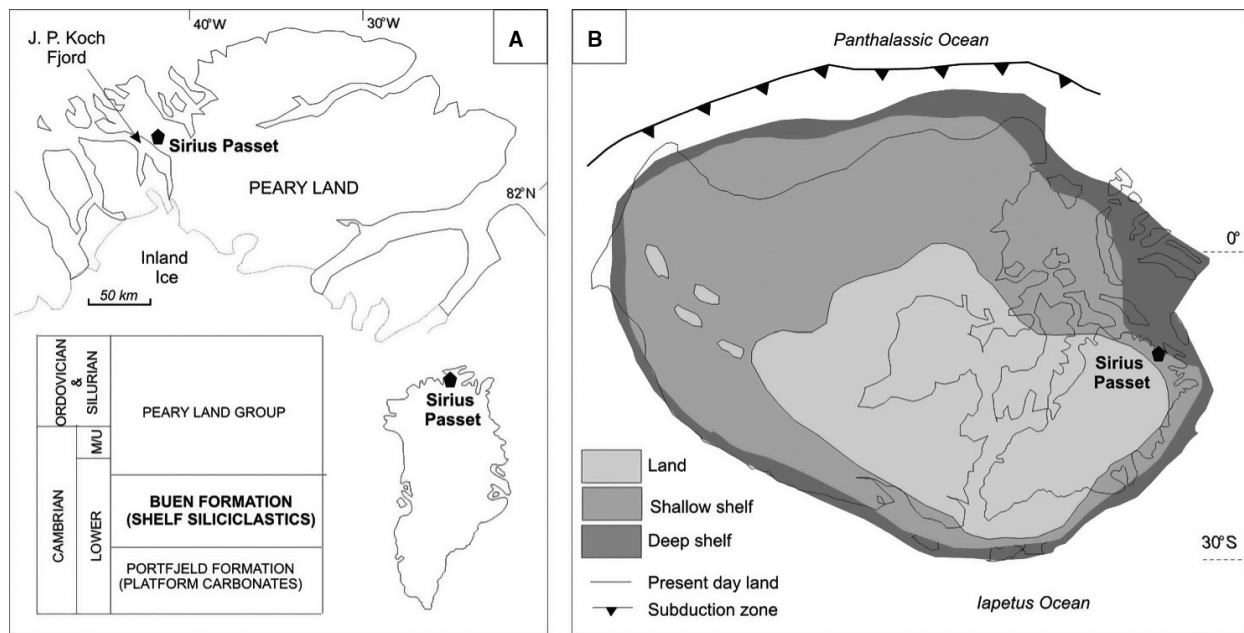 40°W
30°W
A
J. P. Koch
Fjord
Sirius Passet
PEARY LAND
82°N
Inland
Ice
50 km
ORDOVICIAN
&
SILURIAN
PEARY LAND GROUP
M/U
CAMBRIAN
LOWER
BUEN FORMATION
(SHELF SILICICLASTICS)
PORTFJELD FORMATION
(PLATFORM CARBONATES)
Sirius
Passet
B
Panthalassic Ocean
0°
Sirius
Passet
Land
Shallow shelf
Deep shelf
Present day land
Subduction zone
30°S
Iapetus Ocean